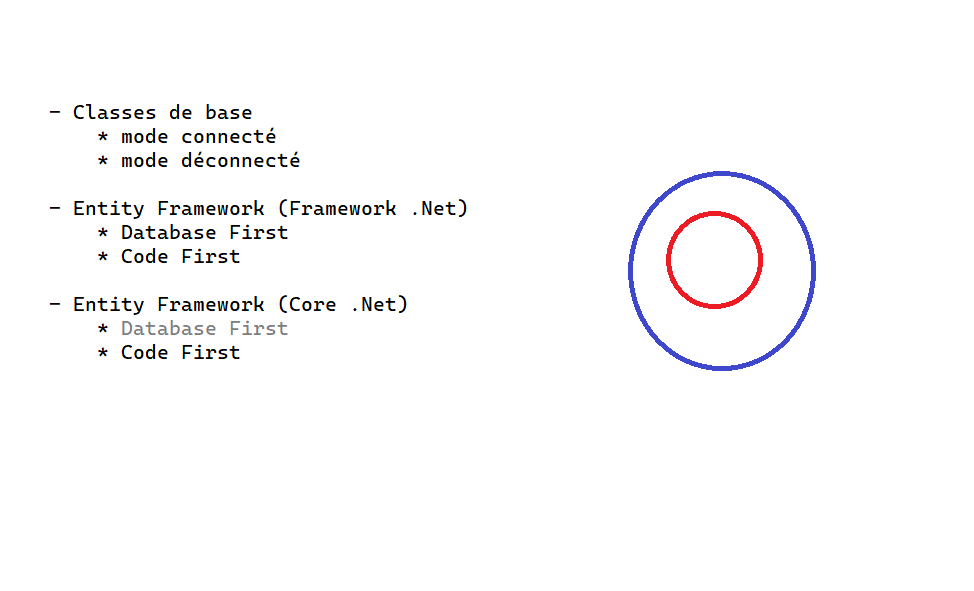 - Classes de base
* mode connecté
* mode déconnecté
- Entity Framework (Framework .Net)
* Database First
* Code First
- Entity Framework (Core .Net)
* Database First
* Code First